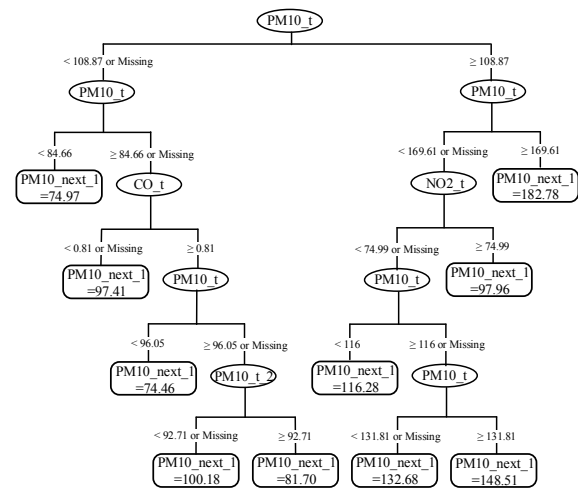 PM10_t
< 108.87 or Missing
≥ 108.87
PM10_t
PM10_t
< 84.66
≥ 84.66 or Missing
< 169.61 or Missing
≥ 169.61
PM10_next_1
=74.97
CO_t
NO2_t
PM10_next_1
=182.78
< 0.81 or Missing
≥ 0.81
< 74.99 or Missing
≥ 74.99
PM10_next_1
=97.41
PM10_t
PM10_t
PM10_next_1
=97.96
< 96.05
≥ 96.05 or Missing
< 116
≥ 116 or Missing
PM10_next_1
=74.46
PM10_t_2
PM10_next_1
=116.28
PM10_t
< 92.71 or Missing
≥ 92.71
< 131.81 or Missing
≥ 131.81
PM10_next_1
=100.18
PM10_next_1
=81.70
PM10_next_1
=132.68
PM10_next_1
=148.51